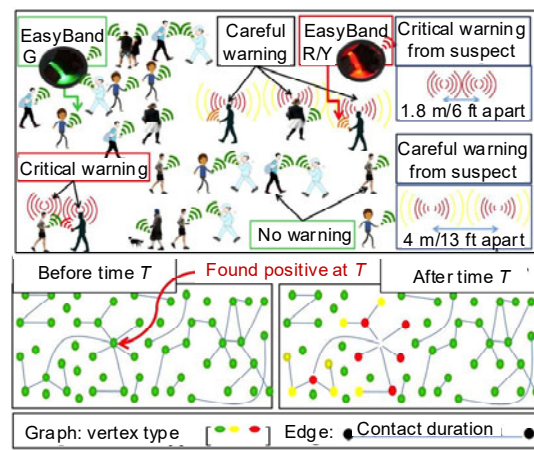 EasyBand
G
Careful
warning
EasyBand
R/Y
Critical warning
from suspect
1.8 m/6 ft apart
Careful warning
from suspect
4 m/13 ft apart
Critical warning
No warning
Before time T
Found positive at T
After time T
Graph: vertex type [ ] Edge: Contact duration